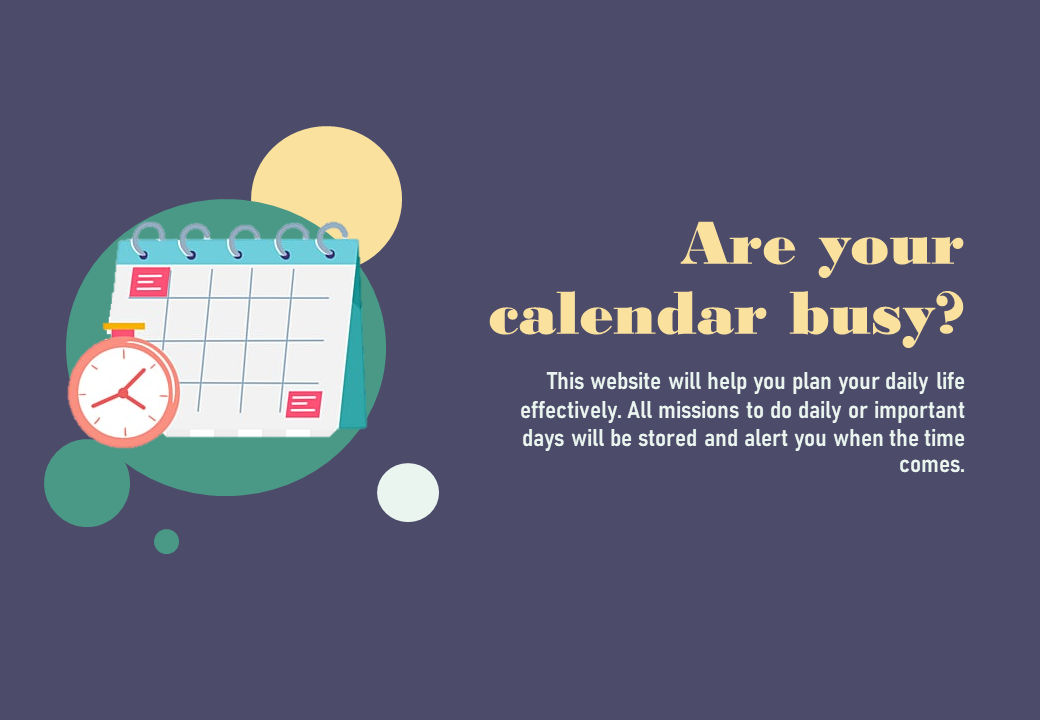 Are your
calendar busy?
This website will help you plan your daily life
effectively. All missions to do daily or important
days will be stored and alert you when the time
comes.